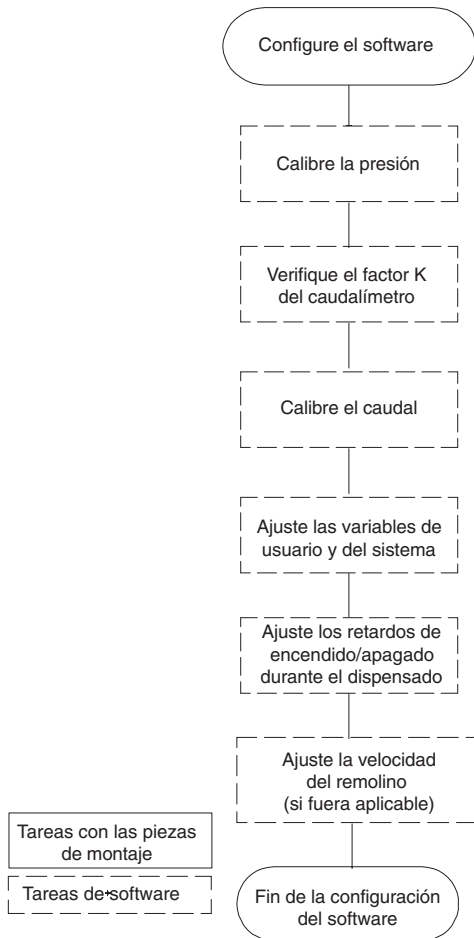 Configure el software
Calibre la presión
Verifique el factor K
del caudalímetro
Calibre el caudal
Ajuste las variables de
usuario y del sistema
Ajuste los retardos de
encendido/apagado
durante el dispensado
Ajuste la velocidad
del remolino
(si fuera aplicable)
Tareas con las piezas
de montaje
Tareas de software
Fin de la configuración
del software